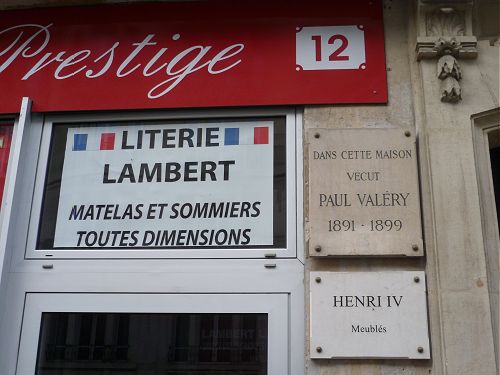 Prestige
12
LITERIE
LAMBERT
MATELAS ET SOMMIERS
TOUTES DIMENSIONS
DANS CETTE MAISON
VECUT
PAUL VALÉRY
1891 - 1899
HENRI IV
Meublés